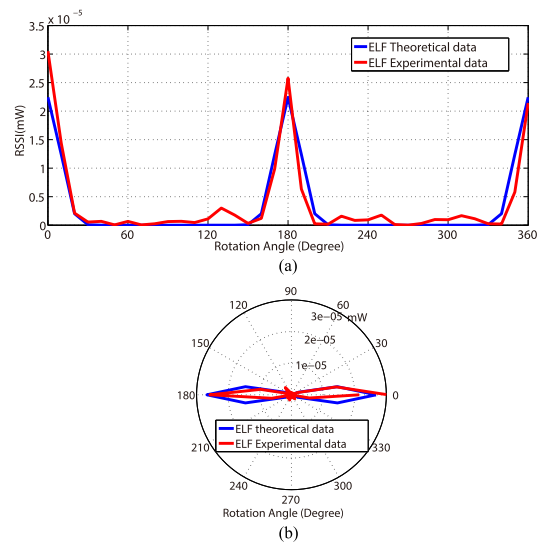 x 10⁻⁵
3.5
3
2.5
2
1.5
1
0.5
0
RSSI(mW)
ELF Theoretical data
ELF Experimental data
0 60 120 180 240 300 360
Rotation Angle (Degree)
(a)
90
120 60
3e−05 mW
150 2e−05 30
1e−05
180 0
ELF theoretical data
ELF Experimental data
210 330
240 300
270
Rotation Angle (Degree)
(b)